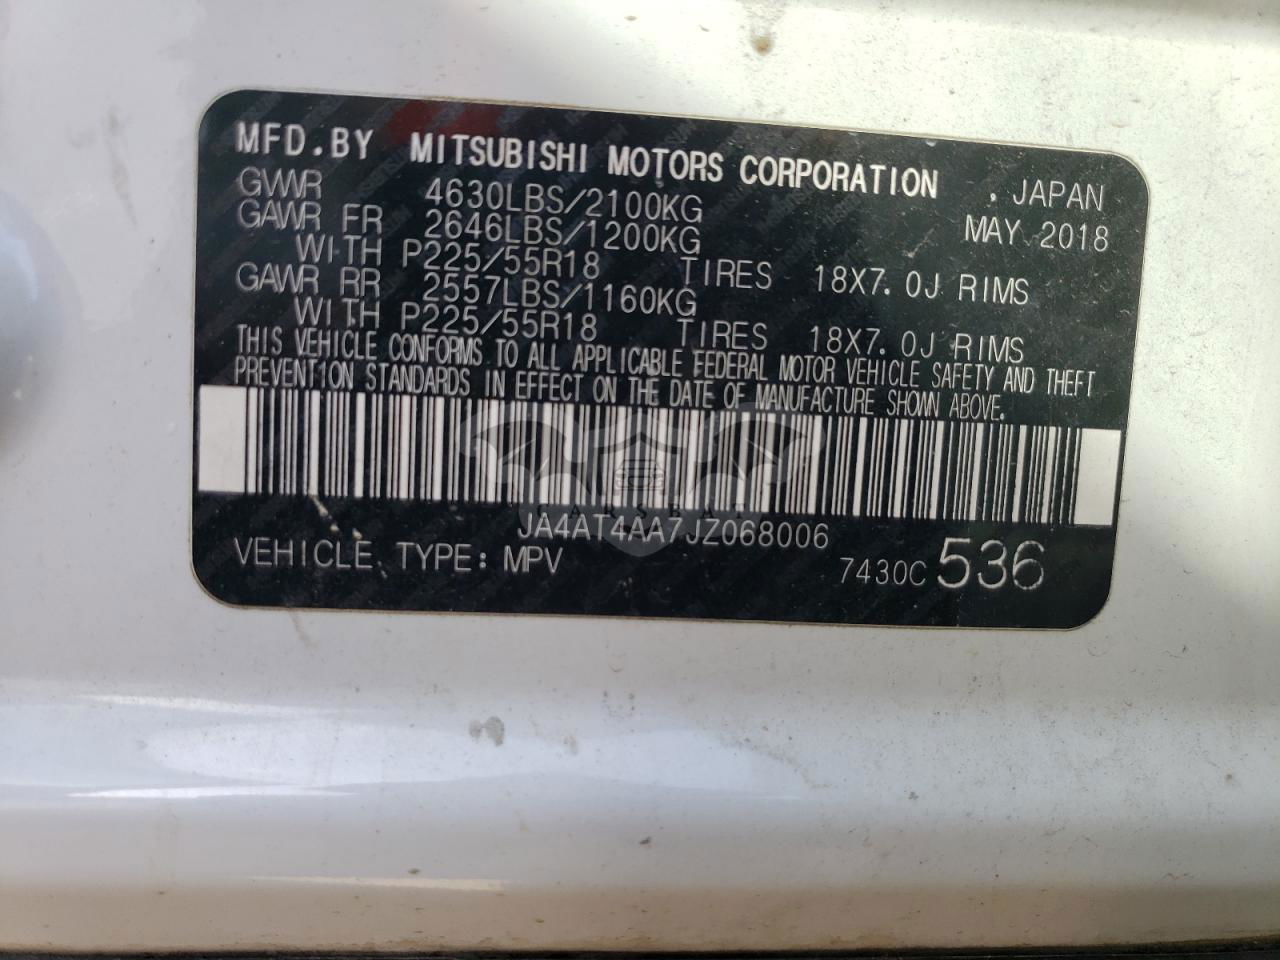 MFD.BY MITSUBISHI MOTORS CORPORATION , JAPAN
GVWR 4630LBS/2100KG MAY 2018
GAWR FR 2646LBS/1200KG
WITH P225/55R18 TIRES 18X7.0J RIMS
GAWR RR 2557LBS/1160KG
WITH P225/55R18 TIRES 18X7.0J RIMS
THIS VEHICLE CONFORMS TO ALL APPLICABLE FEDERAL MOTOR VEHICLE SAFETY AND THEFT
PREVENTION STANDARDS IN EFFECT ON THE DATE OF MANUFACTURE SHOWN ABOVE.
CARSBAT
JA4AT4AA7JZ068006
VEHICLE TYPE: MPV 7430C 536